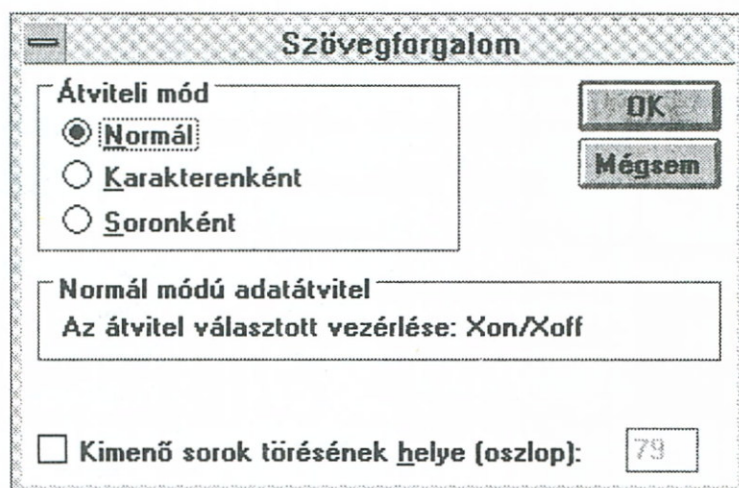 Szövegforgalom
Átviteli mód
Normál
Karakterenként
Soronként
OK
Mégsem
Normál módú adatátvitel
Az átvitel választott vezérlése: Xon/Xoff
Kimenő sorok törésének helye (oszlop): 79